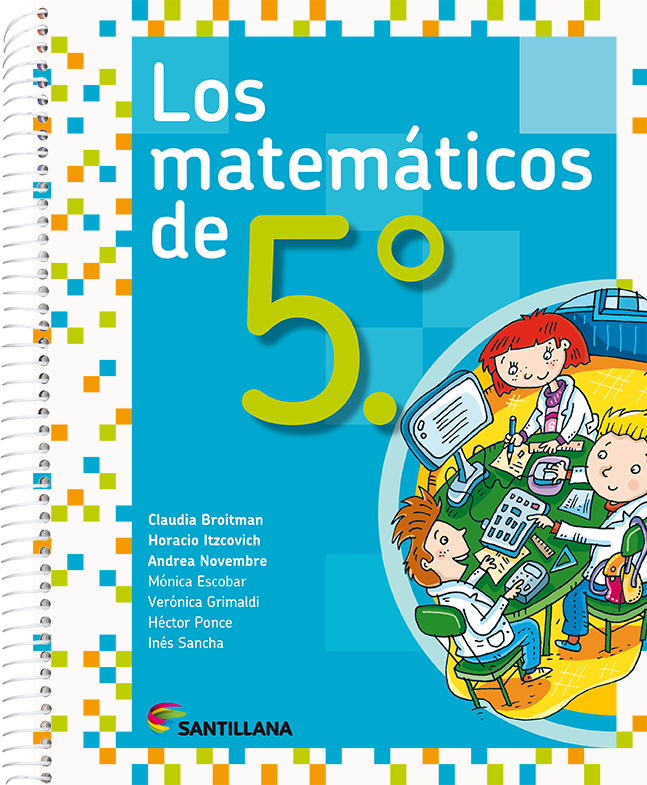 Los
matemáticos
de
5.°
Claudia Broitman
Horacio Itzcovich
Andrea Novembre
Mónica Escobar
Verónica Grimaldi
Héctor Ponce
Inés Sancha
SANTILLANA